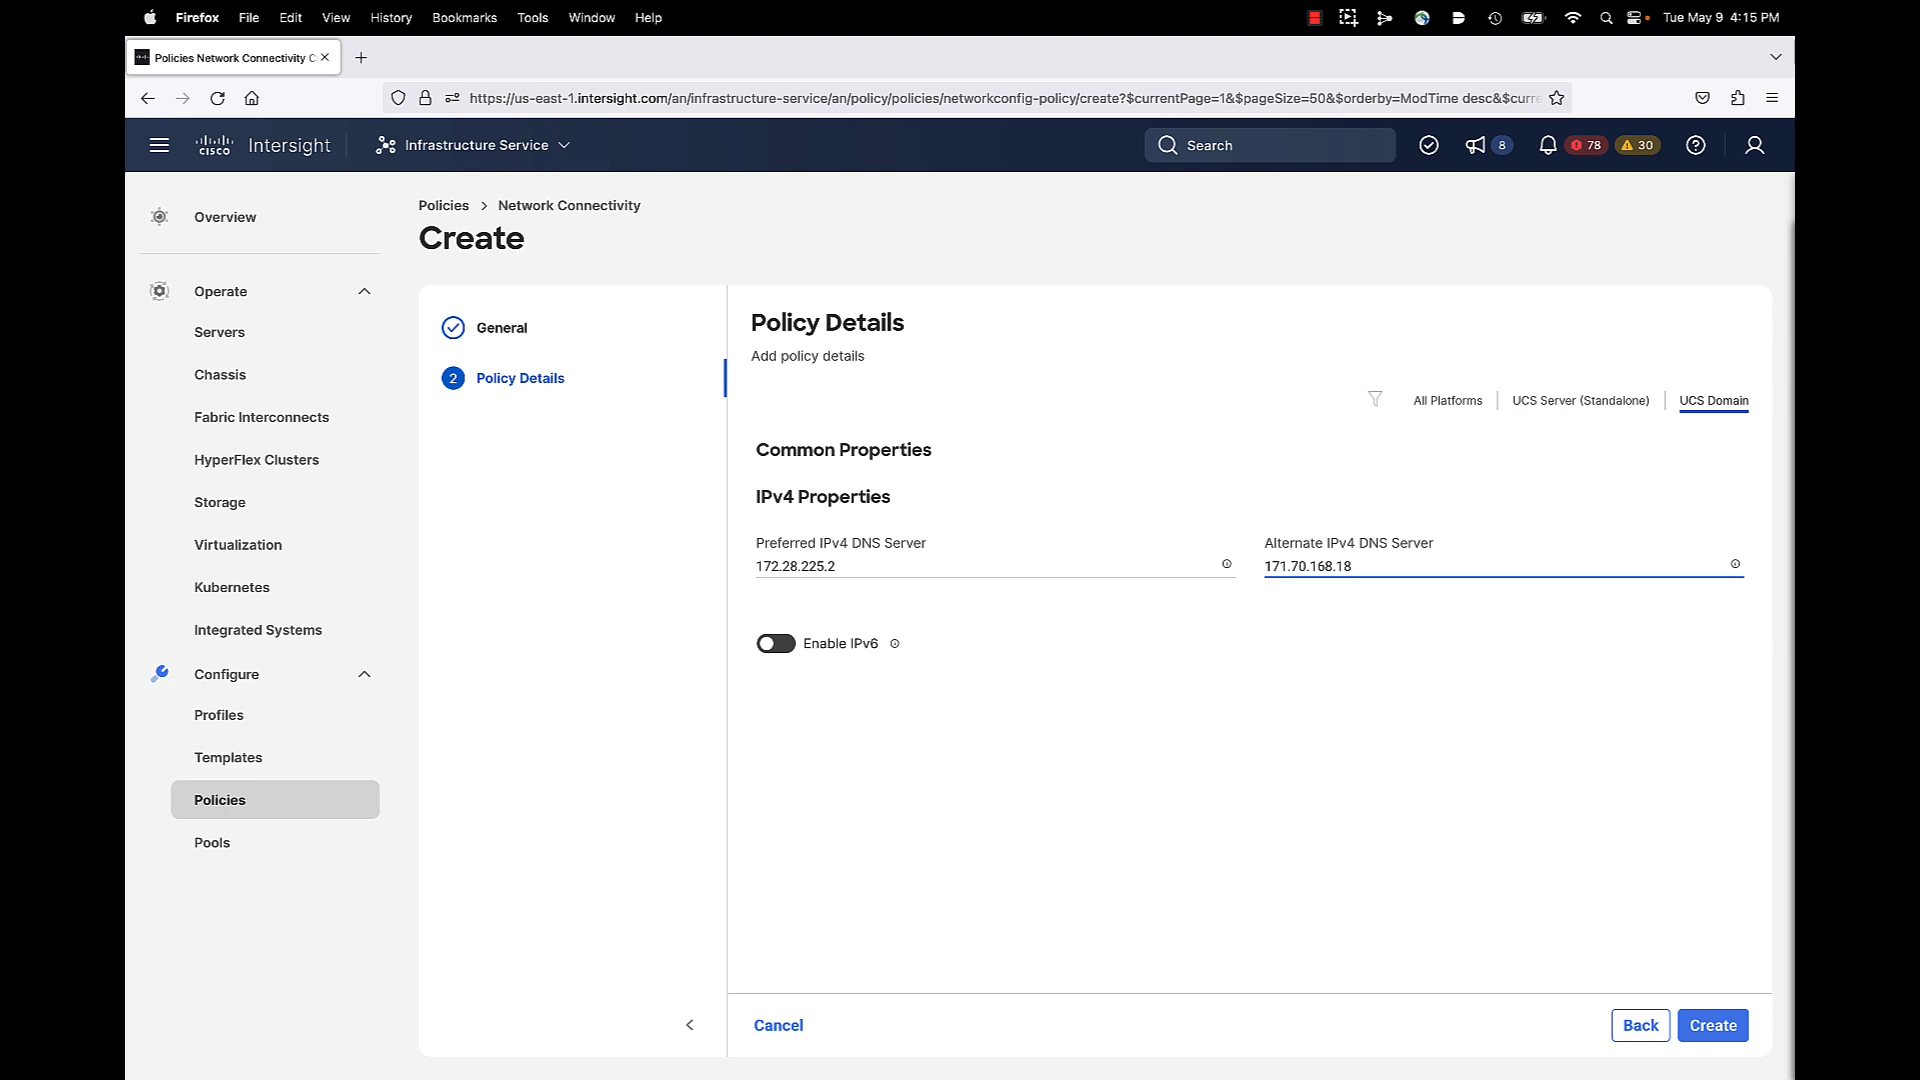 Firefox File Edit View History Bookmarks Tools Window Help Tue May 9 4:15 PM
Policies Network Connectivity C
https://us-east-1.intersight.com/an/infrastructure-service/an/policy/policies/networkconfig-policy/create?$currentPage=1&$pageSize=50&$orderby=ModTime desc&$curre
CISCO Intersight Infrastructure Service Search 8 78 30
Overview
Operate
Servers
Chassis
Fabric Interconnects
HyperFlex Clusters
Storage
Virtualization
Kubernetes
Integrated Systems
Configure
Profiles
Templates
Policies
Pools
Policies > Network Connectivity
Create
General
2 Policy Details
Policy Details
Add policy details
All Platforms UCS Server (Standalone) UCS Domain
Common Properties
IPv4 Properties
Preferred IPv4 DNS Server
172.28.225.2
Alternate IPv4 DNS Server
171.70.168.18
Enable IPv6
Cancel Back Create